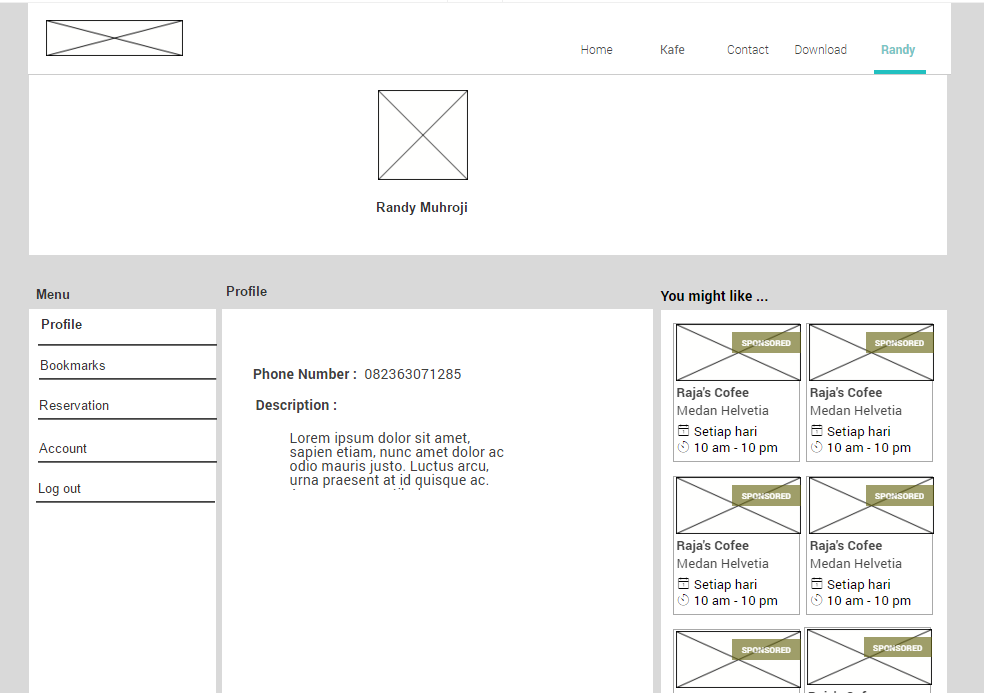 Home Kafe Contact Download Randy
Randy Muhroji
Menu
Profile
Bookmarks
Reservation
Account
Log out
Profile
Phone Number : 082363071285
Description :
Lorem ipsum dolor sit amet,
sapien etiam, nunc amet dolor ac
odio mauris justo. Luctus arcu,
urna praesent at id quisque ac.
You might like ...
SPONSORED
Raja's Cofee
Medan Helvetia
Setiap hari
10 am - 10 pm
SPONSORED
Raja's Cofee
Medan Helvetia
Setiap hari
10 am - 10 pm
SPONSORED
Raja's Cofee
Medan Helvetia
Setiap hari
10 am - 10 pm
SPONSORED
Raja's Cofee
Medan Helvetia
Setiap hari
10 am - 10 pm
SPONSORED
SPONSORED